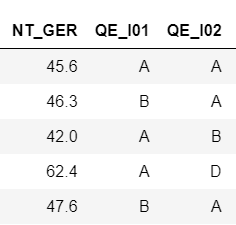 NT_GER QE_I01 QE_I02
45.6 A A
46.3 B A
42.0 A B
62.4 A D
47.6 B A